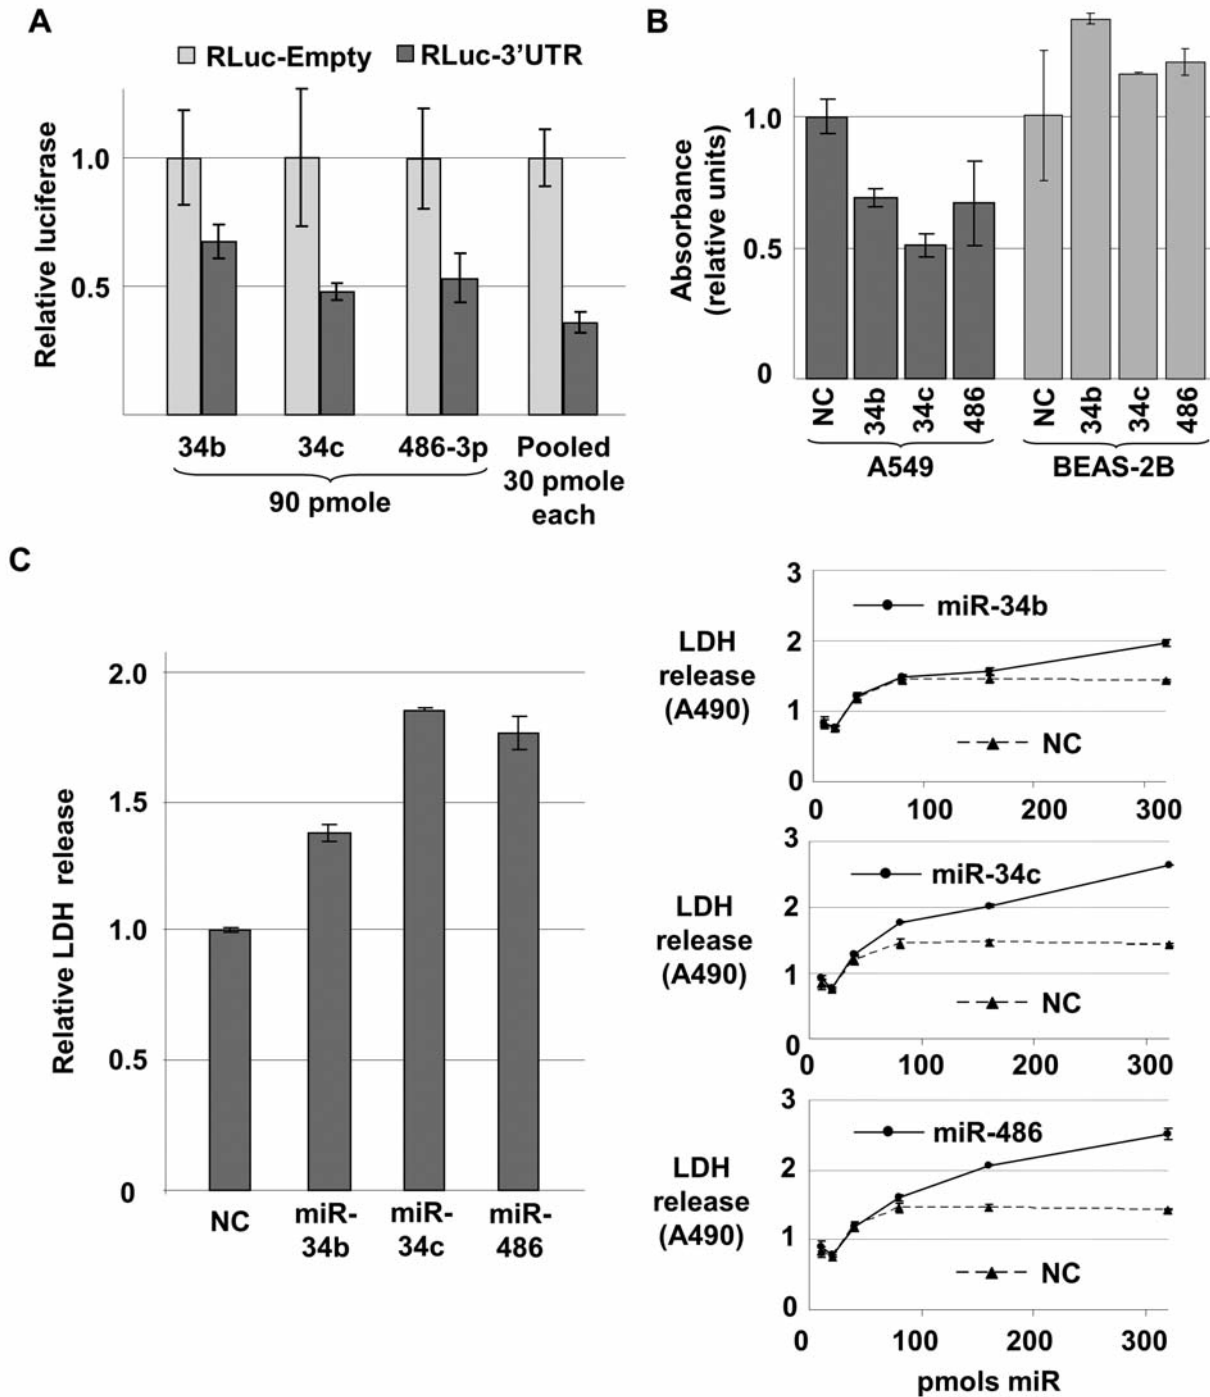 A
RLuc-Empty RLuc-3'UTR
Relative luciferase
1.0
0.5
34b 34c 486-3p Pooled
30 pmole
each
90 pmole
B
Absorbance
(relative units)
1.0
0.5
0
NC 34b 34c 486 NC 34b 34c 486
A549 BEAS-2B
C
Relative LDH release
2.0
1.5
1.0
0.5
0
NC miR-34b miR-34c miR-486
LDH
release
(A490)
3
2
1
0
miR-34b
NC
0 100 200 300
LDH
release
(A490)
3
2
1
0
miR-34c
NC
0 100 200 300
LDH
release
(A490)
3
2
1
0
miR-486
NC
0 100 200 300
pmols miR